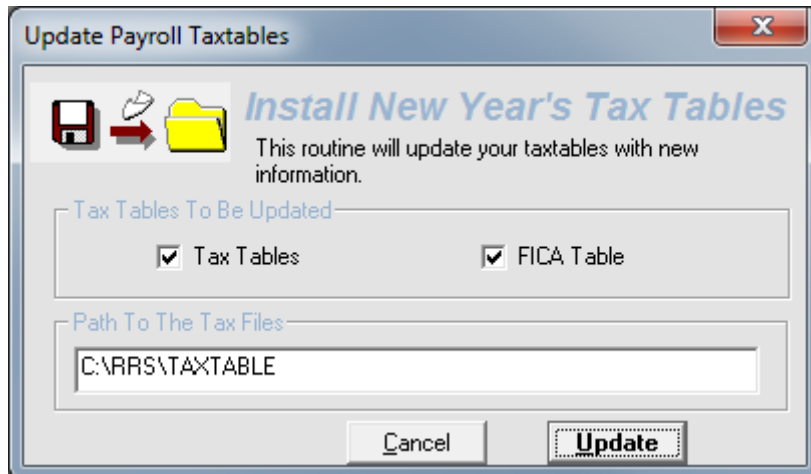 Update Payroll Taxtables
Install New Year's Tax Tables
This routine will update your taxtables with new
information.
Tax Tables To Be Updated
Tax Tables
FICA Table
Path To The Tax Files
C:\RRS\TAXTABLE
Cancel
Update